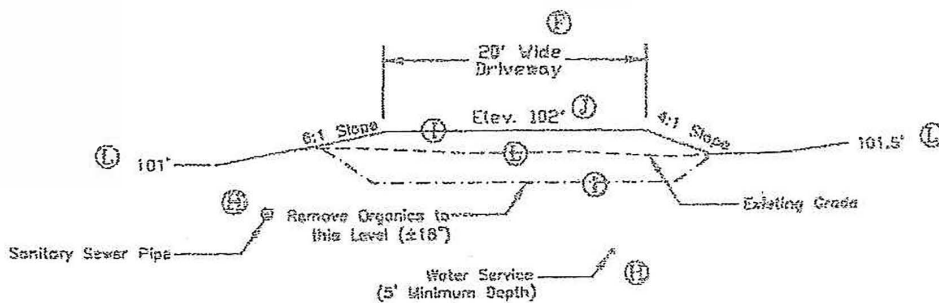 F
20' Wide
Driveway
6:1 Slope
I
Elev. 102'
J
4:1 Slope
L
101'
E
101.5'
L
H
Remove Organics to
this Level (±18")
Existing Grade
Sanitary Sewer Pipe
Water Service
(5' Minimum Depth)
H